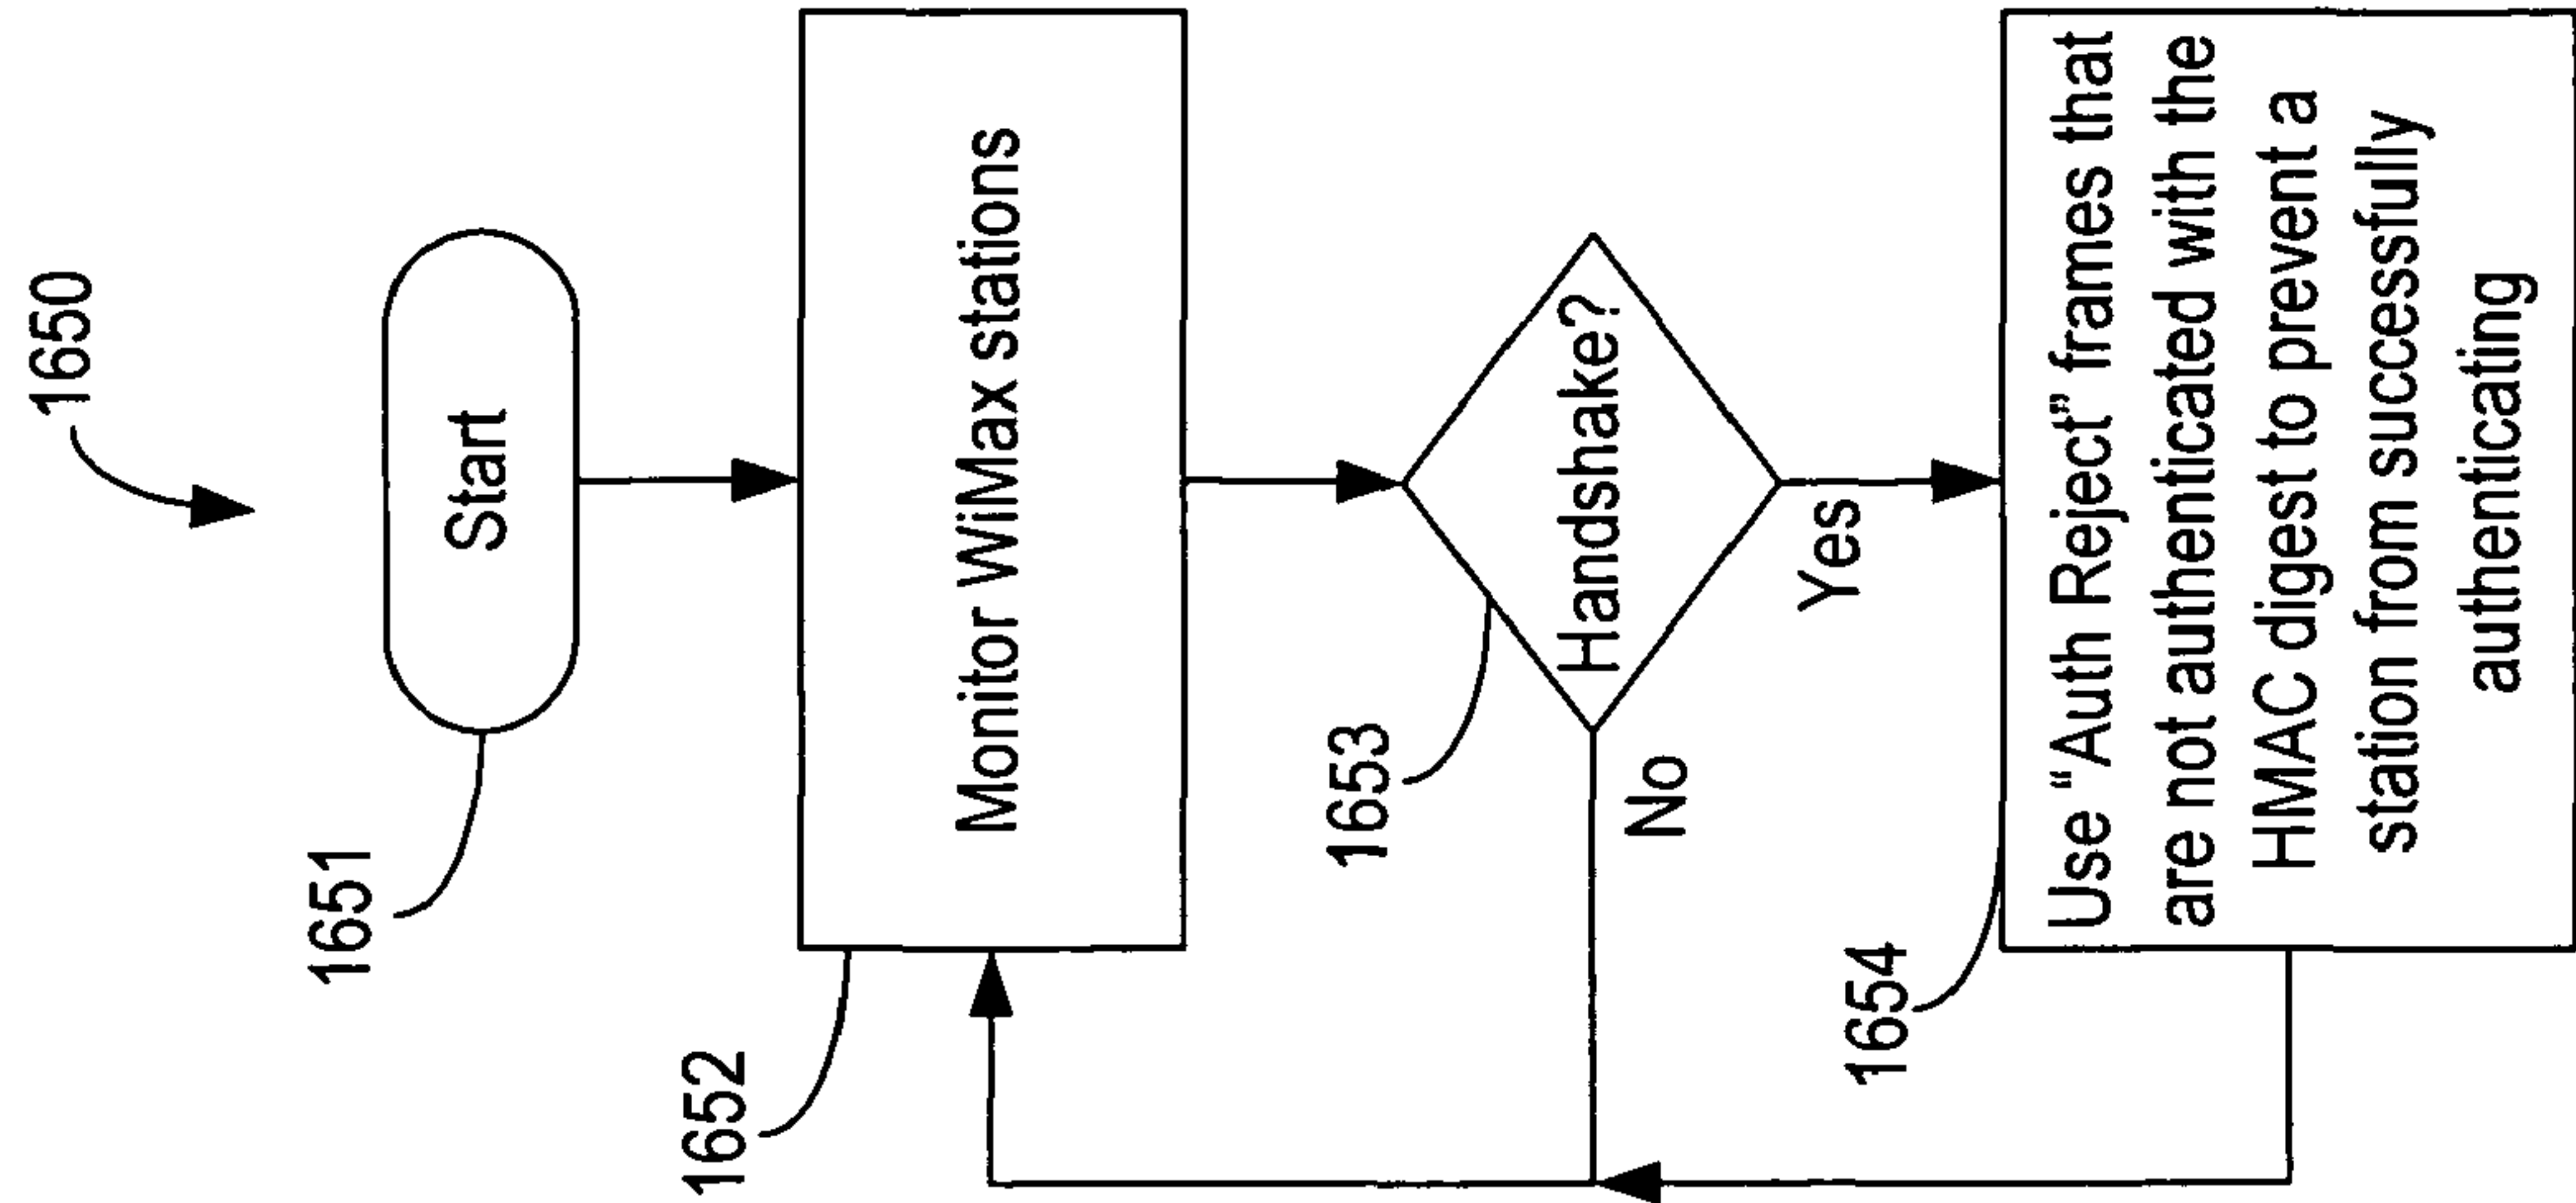 1650
Start
1651
Monitor WiMax stations
1652
Handshake?
1653
No
Yes
Use “Auth Reject” frames that
are not authenticated with the
HMAC digest to prevent a
station from successfully
authenticating
1654